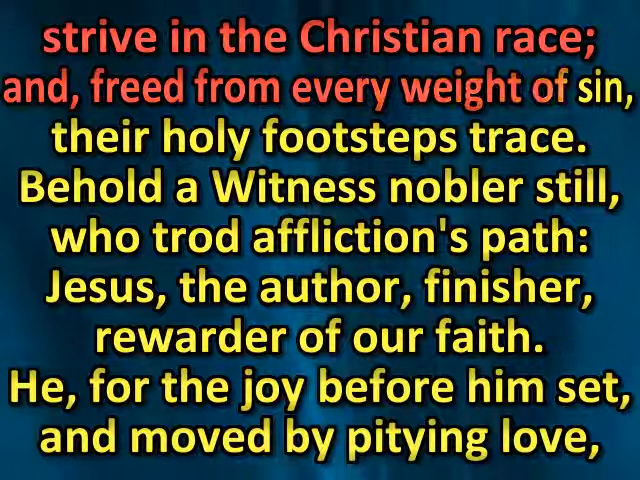 strive in the Christian race;
and, freed from every weight of sin,
their holy footsteps trace.
Behold a Witness nobler still,
who trod affliction's path:
Jesus, the author, finisher,
rewarder of our faith.
He, for the joy before him set,
and moved by pitying love,